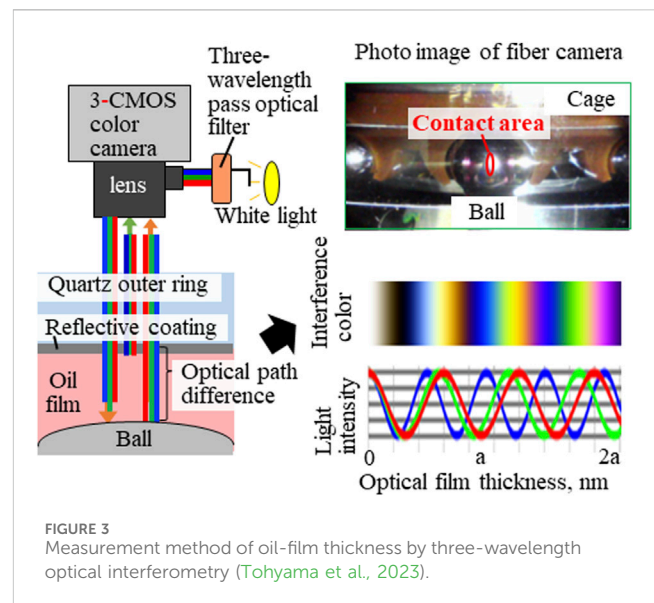 Three-
wavelength
pass optical
filter
3-CMOS
color
camera
lens
White light
Quartz outer ring
Reflective coating
Oil
film
Optical path
difference
Ball
Photo image of fiber camera
Cage
Contact area
Ball
Interference
color
Light
intensity
0 a 2a
Optical film thickness, nm
FIGURE 3
Measurement method of oil-film thickness by three-wavelength
optical interferometry (Tohyama et al., 2023).